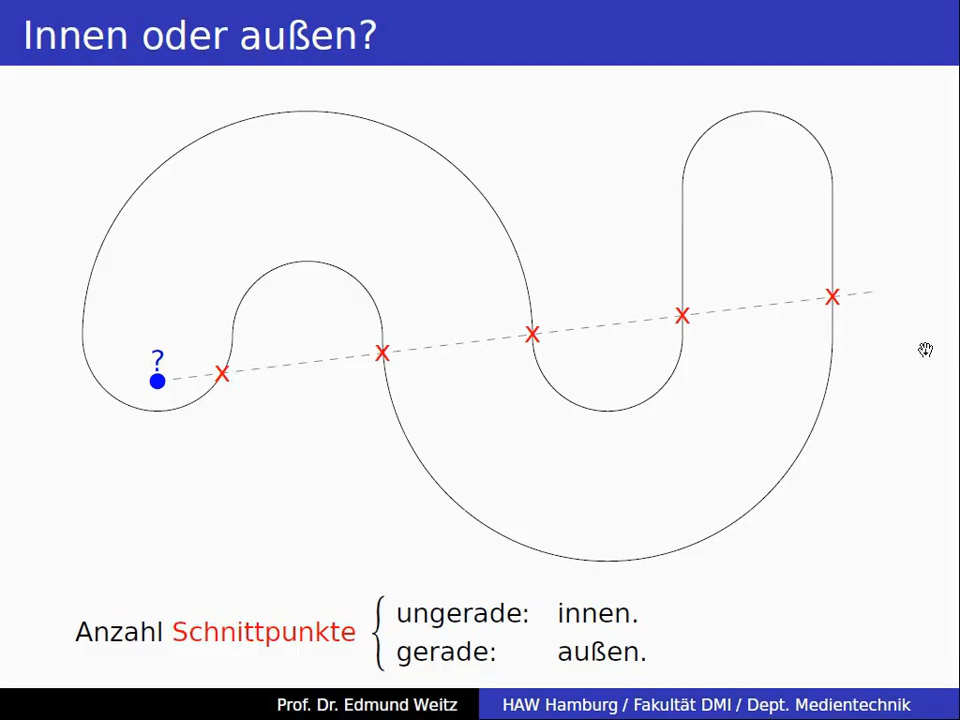 Innen oder außen?
?
x
x
x
x
x
Anzahl Schnittpunkte
ungerade: innen.
gerade: außen.
Prof. Dr. Edmund Weitz
HAW Hamburg / Fakultät DMI / Dept. Medientechnik